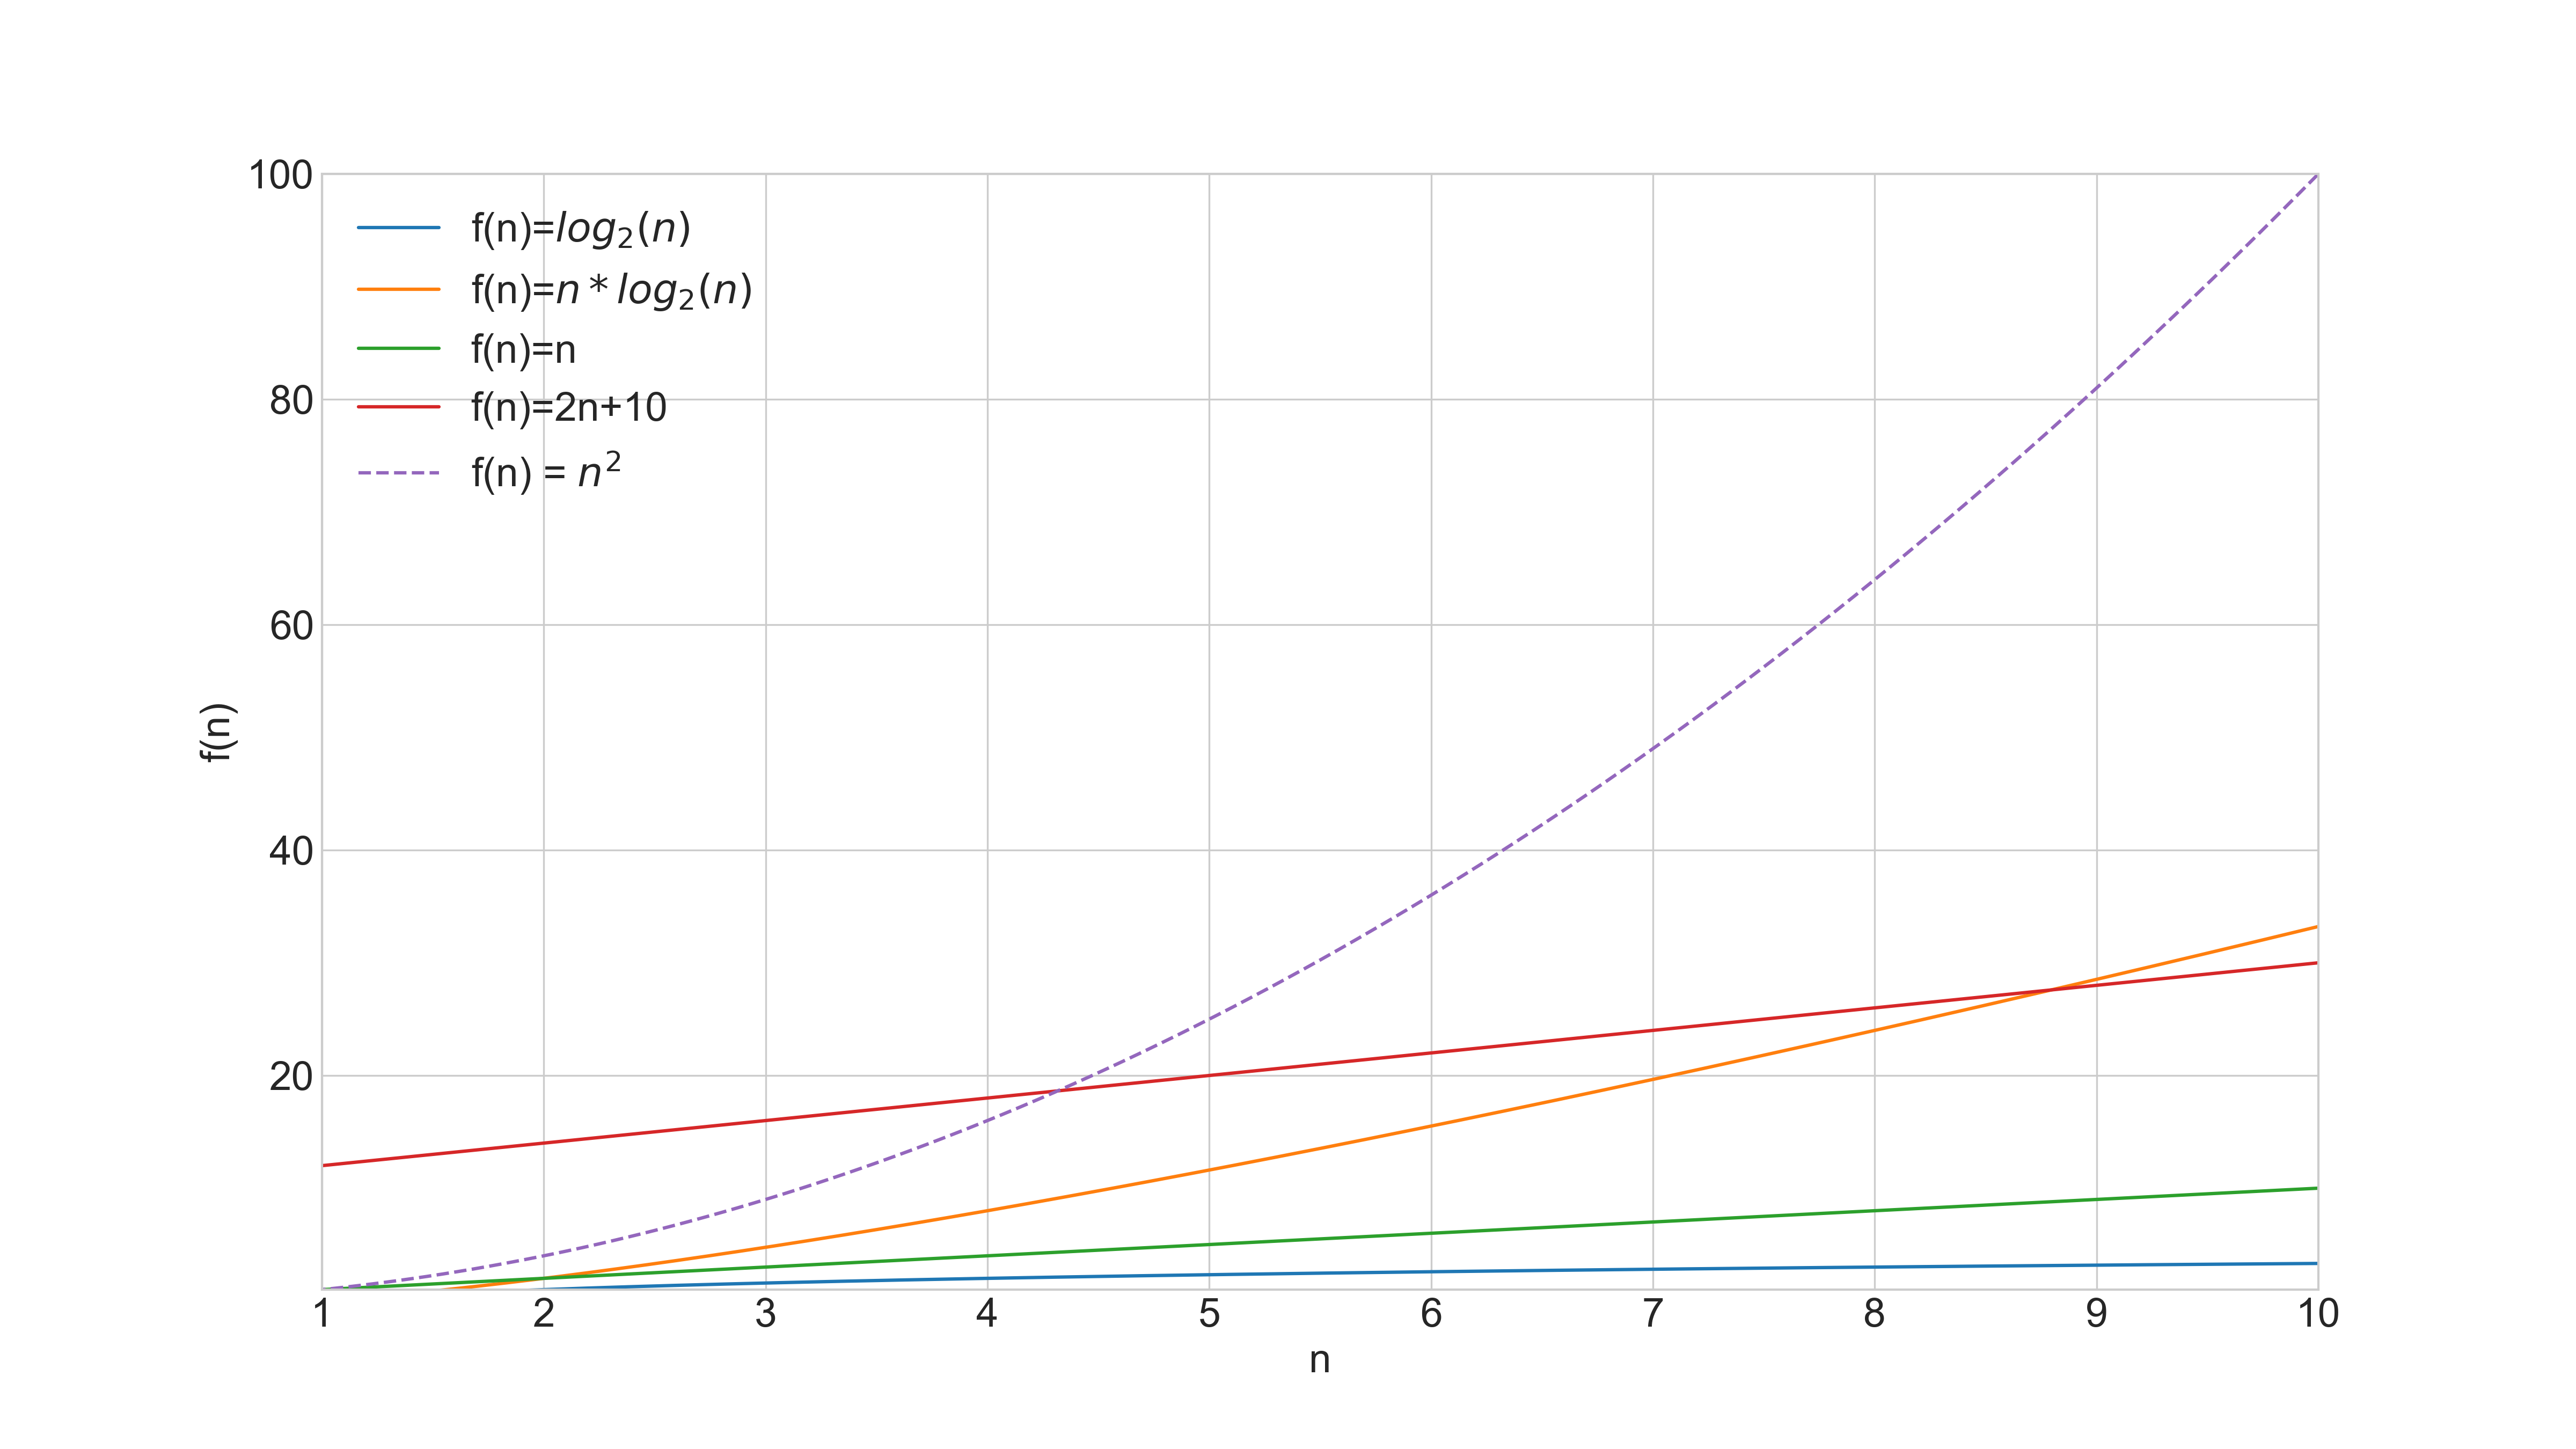 100
80
60
40
20
f(n)=log₂(n)
f(n)=n * log₂(n)
f(n)=n
f(n)=2n+10
f(n) = n²
f(n)
1 2 3 4 5 6 7 8 9 10
n